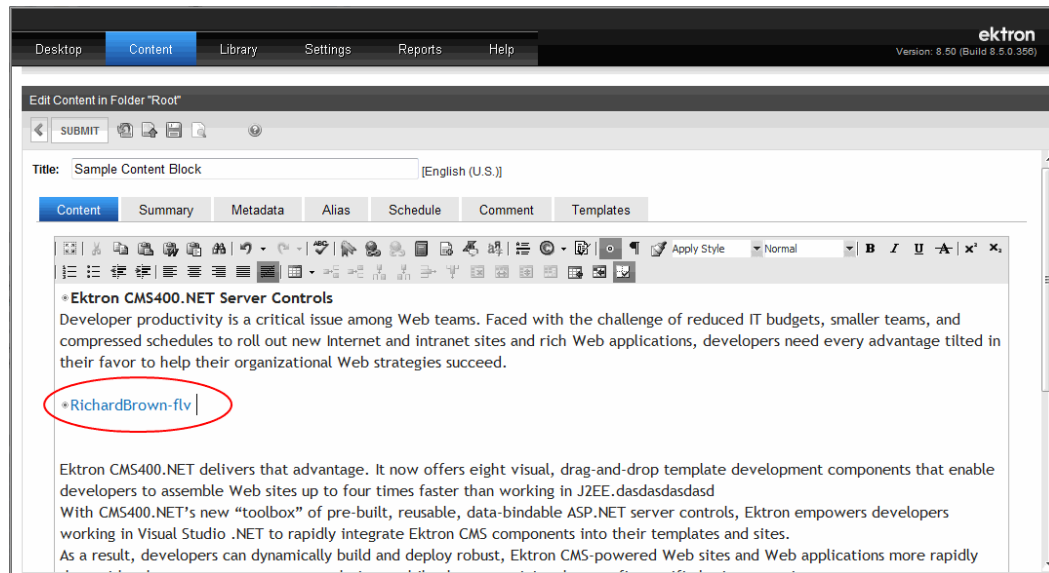 ektron
Desktop Content Library Settings Reports Help
Version: 8.50 (Build 8.5.0.356)
Edit Content in Folder "Root"
SUBMIT
Title: Sample Content Block [English (U.S.)]
Content Summary Metadata Alias Schedule Comment Templates
Apply Style Normal B I U A x² x₂
Ektron CMS400.NET Server Controls
Developer productivity is a critical issue among Web teams. Faced with the challenge of reduced IT budgets, smaller teams, and
compressed schedules to roll out new Internet and intranet sites and rich Web applications, developers need every advantage tilted in
their favor to help their organizational Web strategies succeed.
RichardBrown-flv
Ektron CMS400.NET delivers that advantage. It now offers eight visual, drag-and-drop template development components that enable
developers to assemble Web sites up to four times faster than working in J2EE.dasdasdasdasd
With CMS400.NET’s new “toolbox” of pre-built, reusable, data-bindable ASP.NET server controls, Ektron empowers developers
working in Visual Studio .NET to rapidly integrate Ektron CMS components into their templates and sites.
As a result, developers can dynamically build and deploy robust, Ektron CMS-powered Web sites and Web applications more rapidly